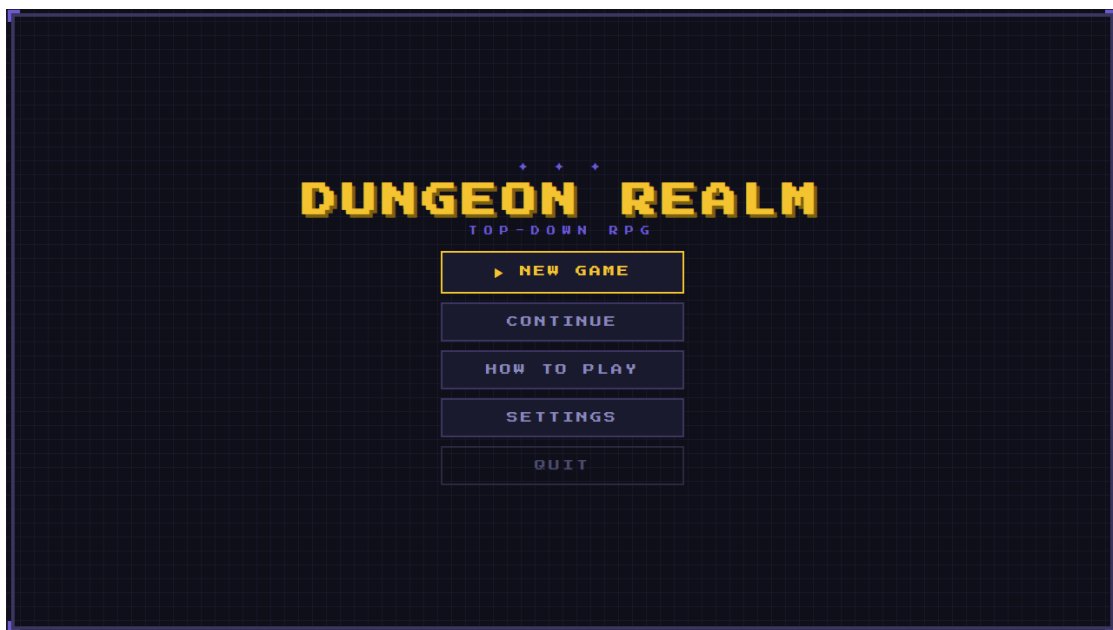 DUNGEON REALM
TOP-DOWN RPG
NEW GAME
CONTINUE
HOW TO PLAY
SETTINGS
QUIT